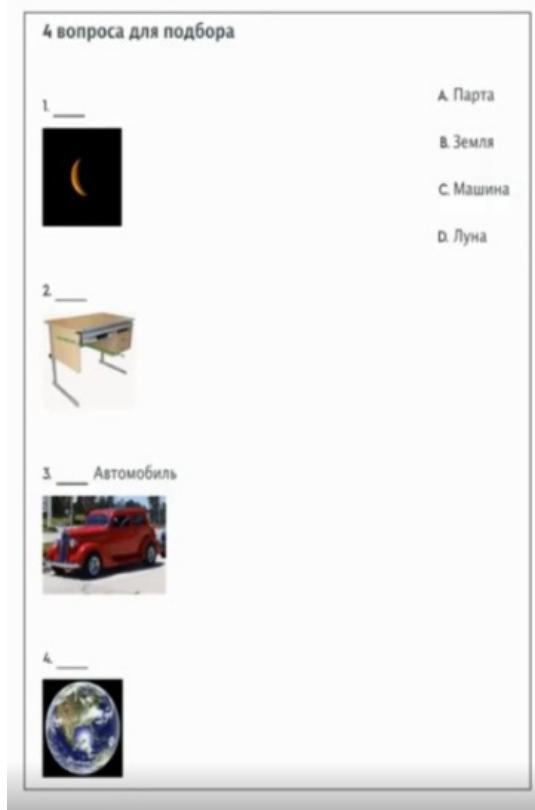 4 вопроса для подбора
1. ____
2. ____
3. ____ Автомобиль
4. ____
A. Парта
B. Земля
C. Машина
D. Луна